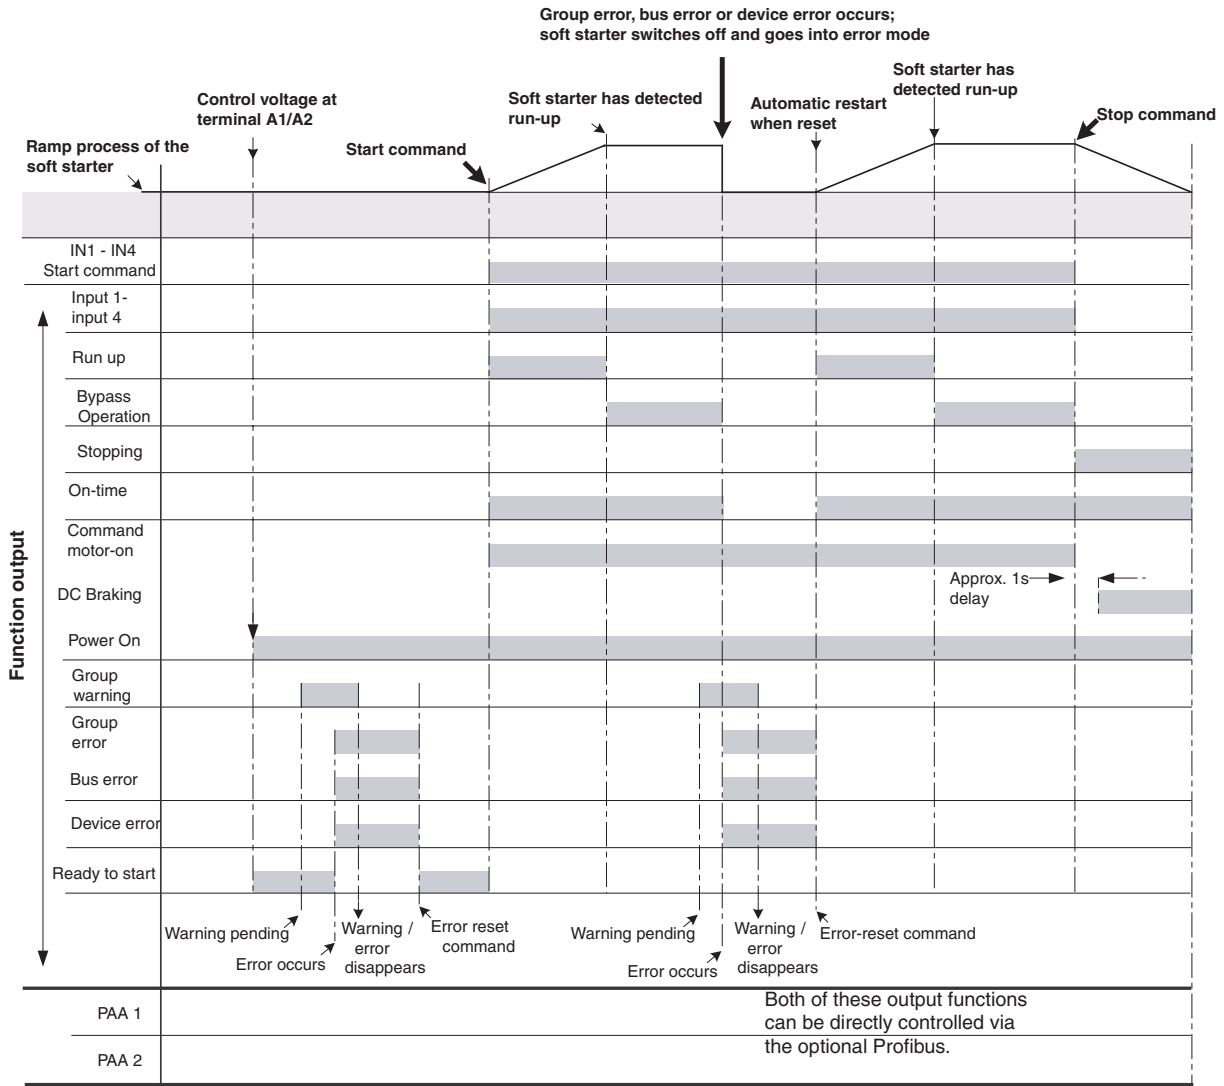 Group error, bus error or device error occurs;
soft starter switches off and goes into error mode
Soft starter has
detected run-up
Control voltage at
terminal A1/A2
Soft starter has detected
run-up
Automatic restart
when reset
Stop command
Ramp process of the
soft starter
Start command
IN1 - IN4
Start command
Input 1-
input 4
Run up
Bypass
Operation
Stopping
On-time
Command
motor-on
Approx. 1s
delay
DC Braking
Power On
Group
warning
Group
error
Bus error
Device error
Ready to start
Function output
Warning pending
Error occurs
Warning /
error
disappears
Error reset
command
Warning pending
Error occurs
Warning /
error
disappears
Error-reset command
PAA 1
PAA 2
Both of these output functions
can be directly controlled via
the optional Profibus.